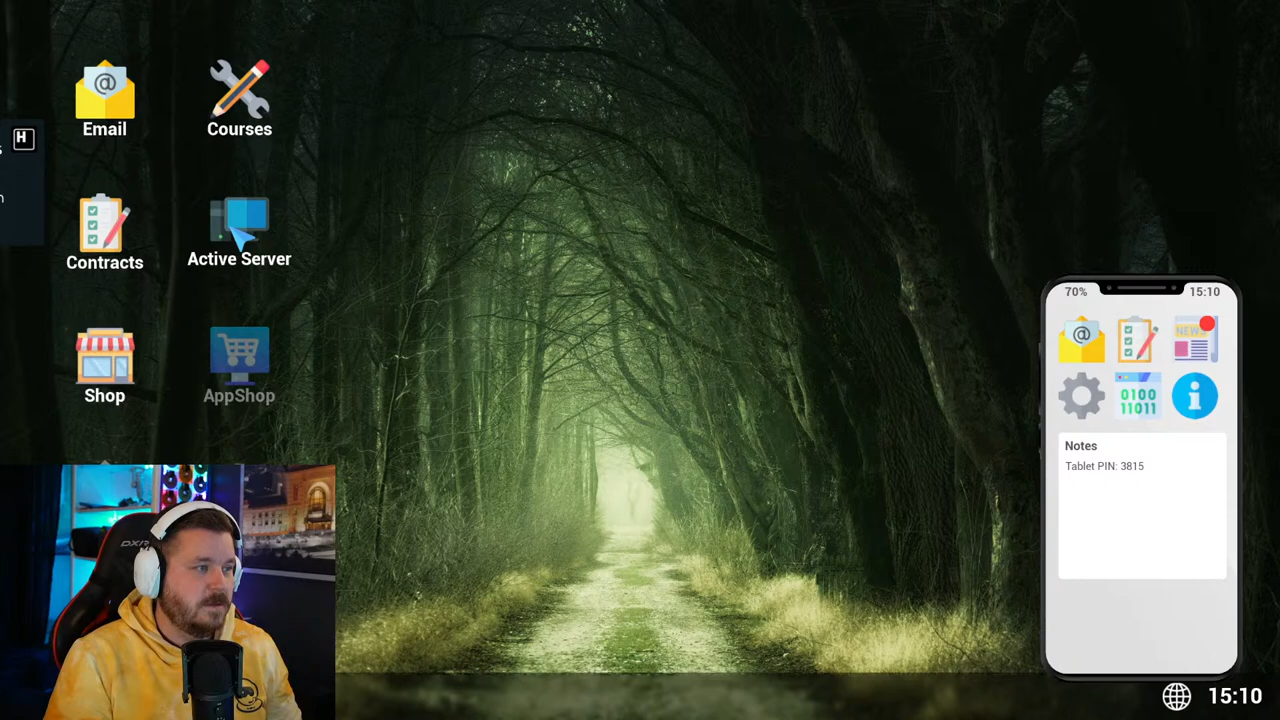 H
s
n
Email
Courses
Contracts
Active Server
Shop
AppShop
DXR
70%
15:10
NEWS
0100
11011
Notes
Tablet PIN: 3815
15:10